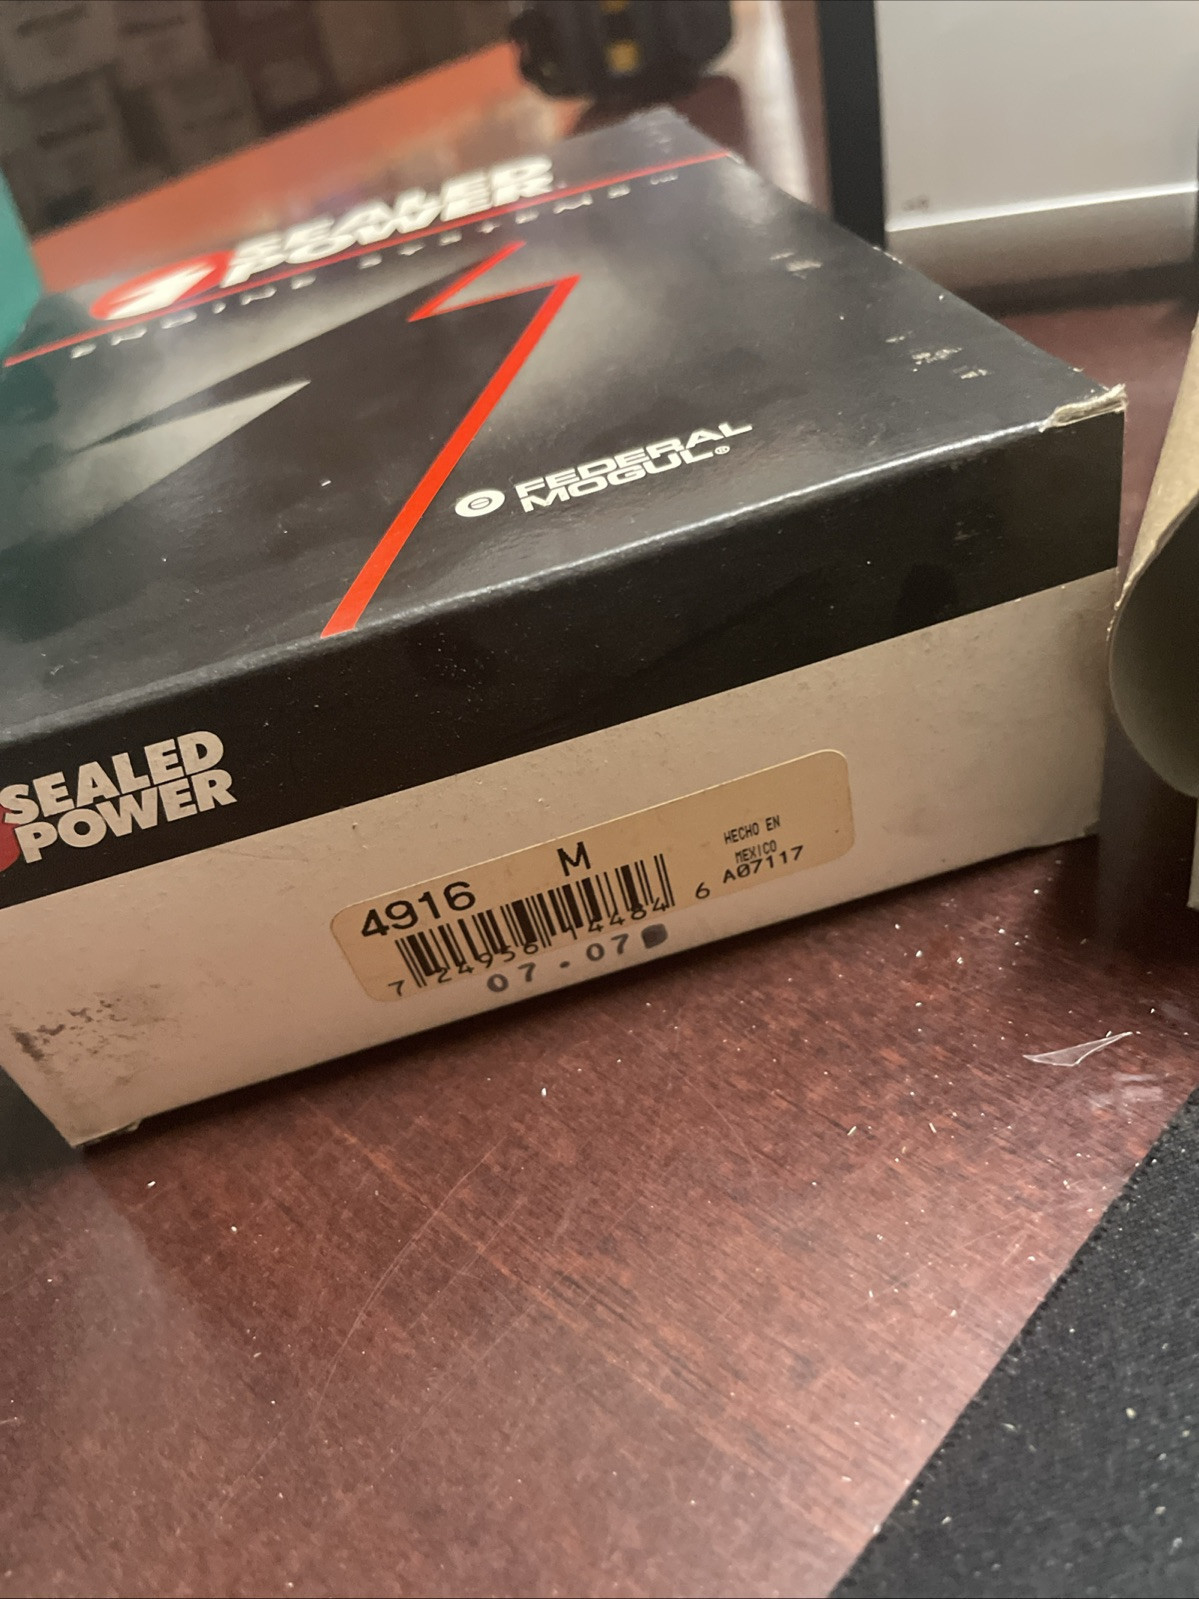 SEALED
POWER
ENGINE SYSTEMS
FEDERAL
MOGUL®
SEALED
POWER
4916 M
HECHO EN
MEXICO
A07117
7 24956 14484 6
07-07